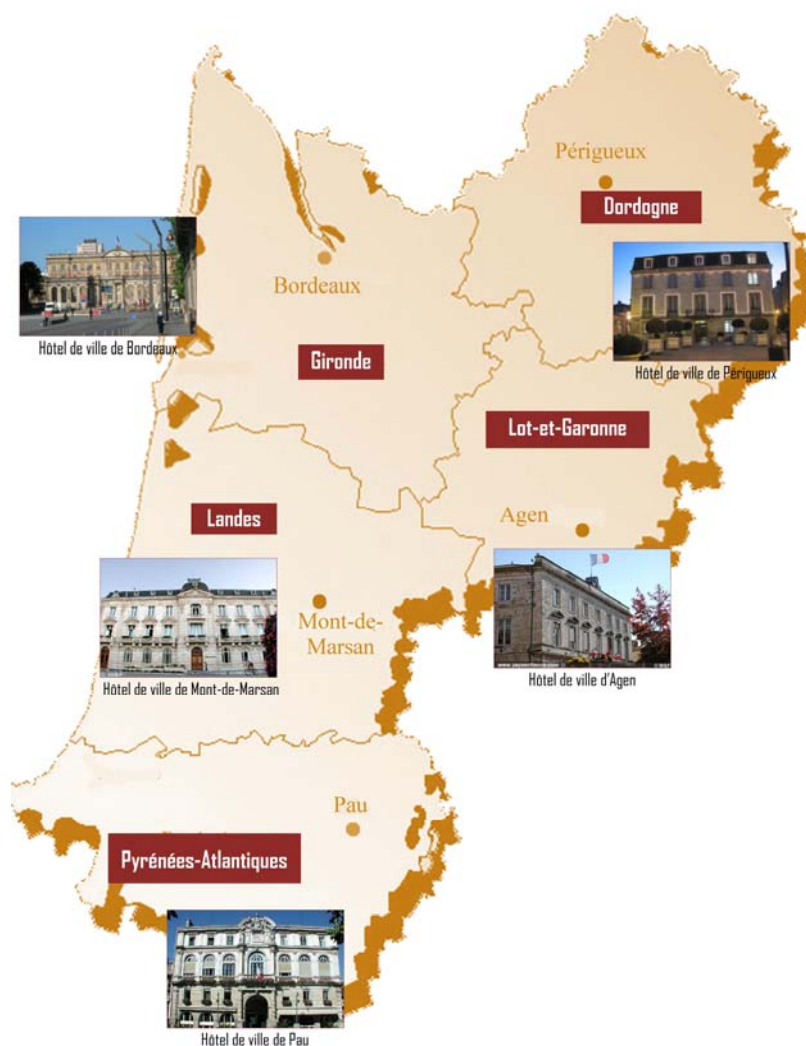 Périgueux
Dordogne
Bordeaux
Hôtel de ville de Bordeaux
Gironde
Hôtel de ville de Périgueux
Lot-et-Garonne
Landes
Agen
Mont-de-
Marsan
Hôtel de ville de Mont-de-Marsan
Hôtel de ville d'Agen
Pau
Pyrénées-Atlantiques
Hôtel de ville de Pau